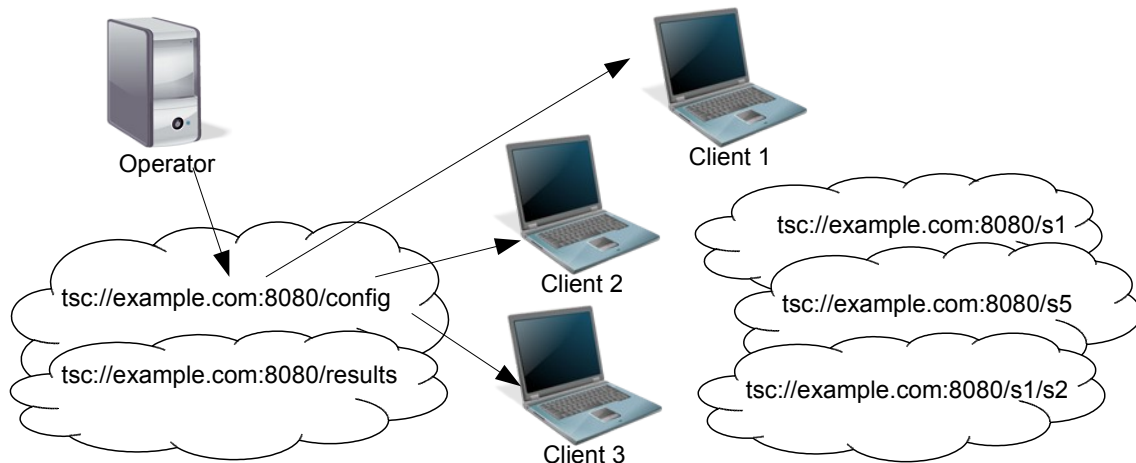 Operator
Client 1
tsc://example.com:8080/s1
Client 2
tsc://example.com:8080/config
tsc://example.com:8080/s5
tsc://example.com:8080/results
tsc://example.com:8080/s1/s2
Client 3